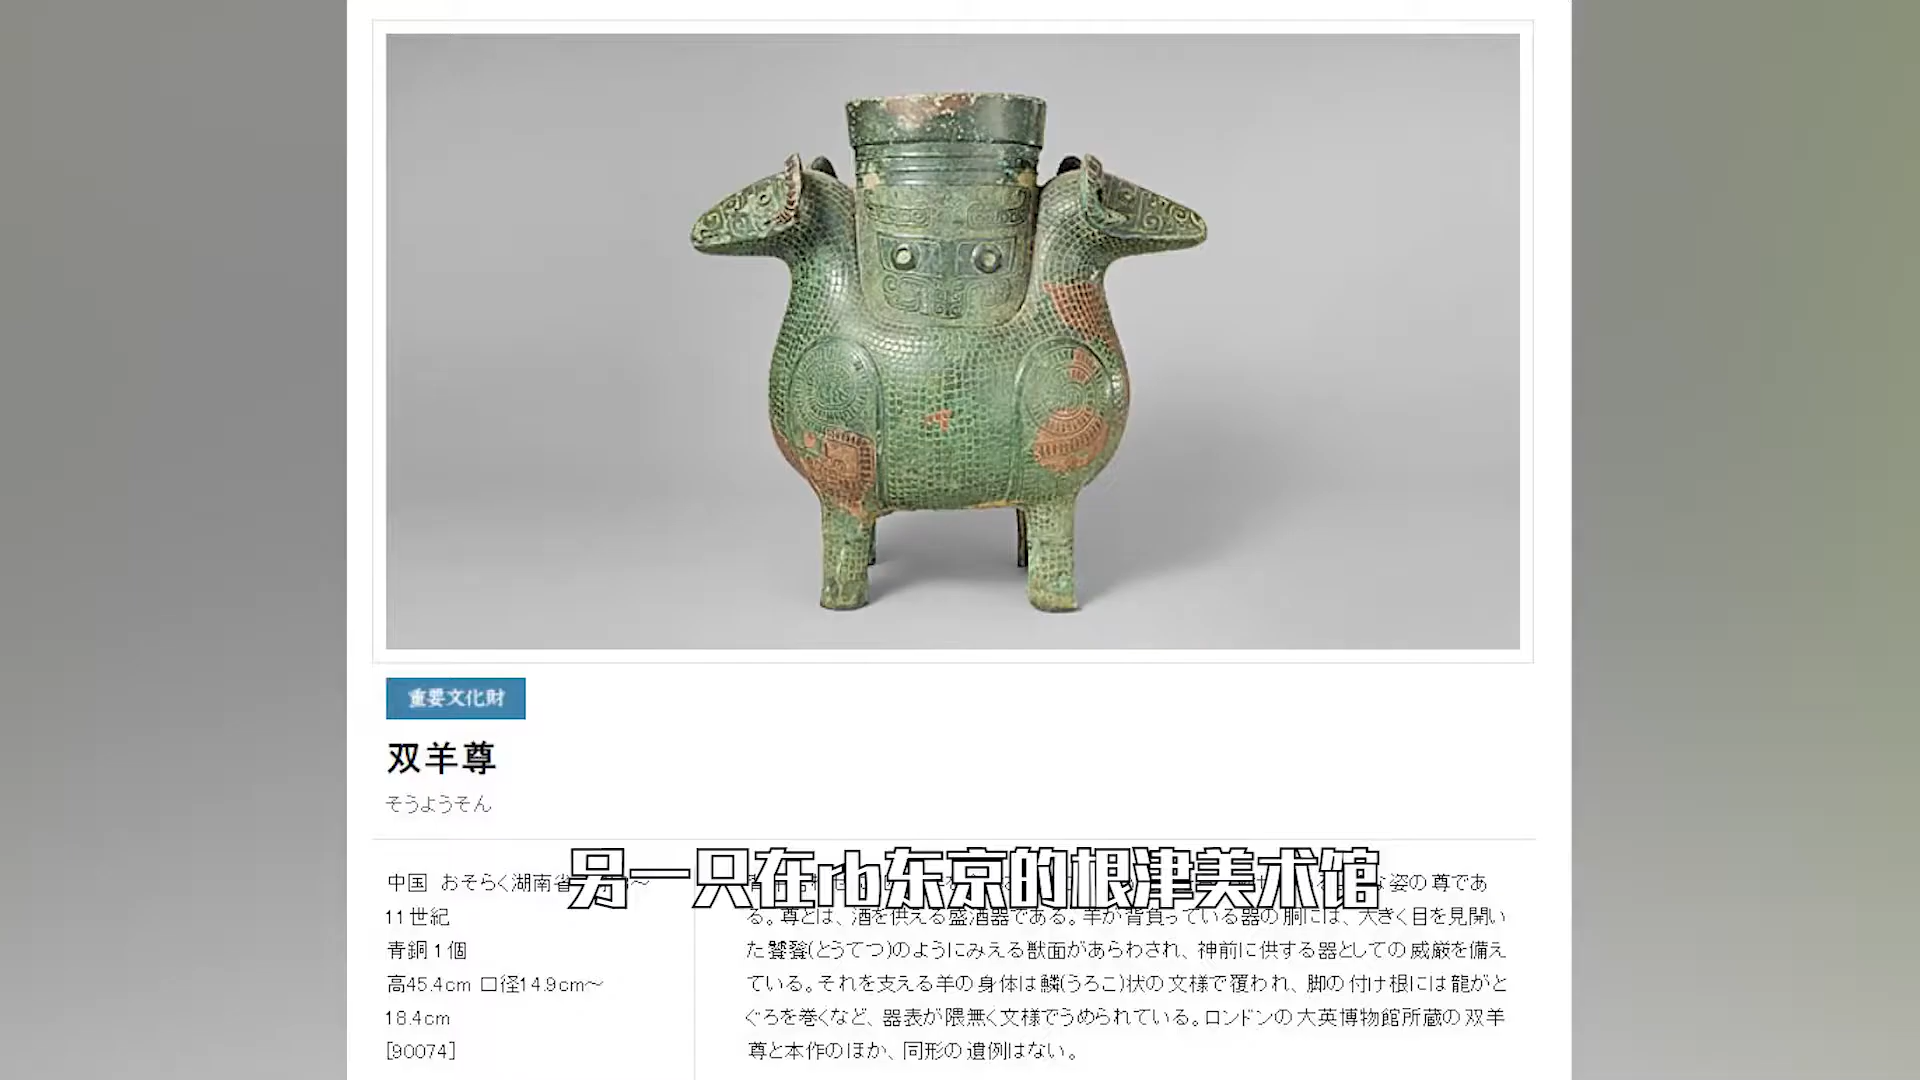 重要文化財
双羊尊
そうようそん
中国 おそらく湖南省
11世紀
青銅1個
高45.4cm 口径14.9cm〜
18.4cm
[90074]
另一只在rb东京的根津美术馆
な姿の尊であ
る。尊とは、酒を供える盛酒器である。羊が背負っている器の胴には、大きく目を見開い
た饕餮(とうてつ)のようにみえる獣面があらわされ、神前に供する器としての威厳を備え
ている。それを支える羊の身体は鱗(うろこ)状の文様で覆われ、脚の付け根には龍がと
ぐろを巻くなど、器表が隈無く文様でうめられている。ロンドンの大英博物館所蔵の双羊
尊と本作のほか、同形の遺例はない。